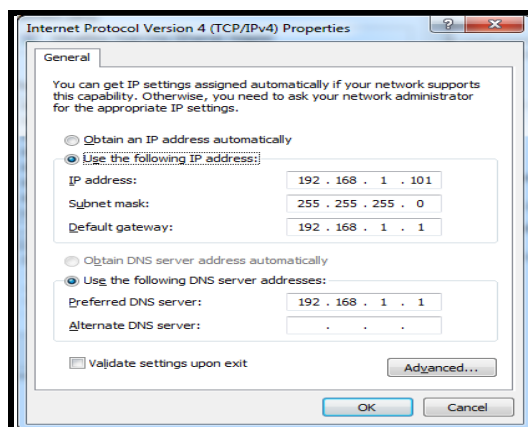 Internet Protocol Version 4 (TCP/IPv4) Properties
General
You can get IP settings assigned automatically if your network supports
this capability. Otherwise, you need to ask your network administrator
for the appropriate IP settings.
Obtain an IP address automatically
Use the following IP address:
IP address: 192 . 168 . 1 . 101
Subnet mask: 255 . 255 . 255 . 0
Default gateway: 192 . 168 . 1 . 1
Obtain DNS server address automatically
Use the following DNS server addresses:
Preferred DNS server: 192 . 168 . 1 . 1
Alternate DNS server: . . .
Validate settings upon exit
Advanced...
OK Cancel